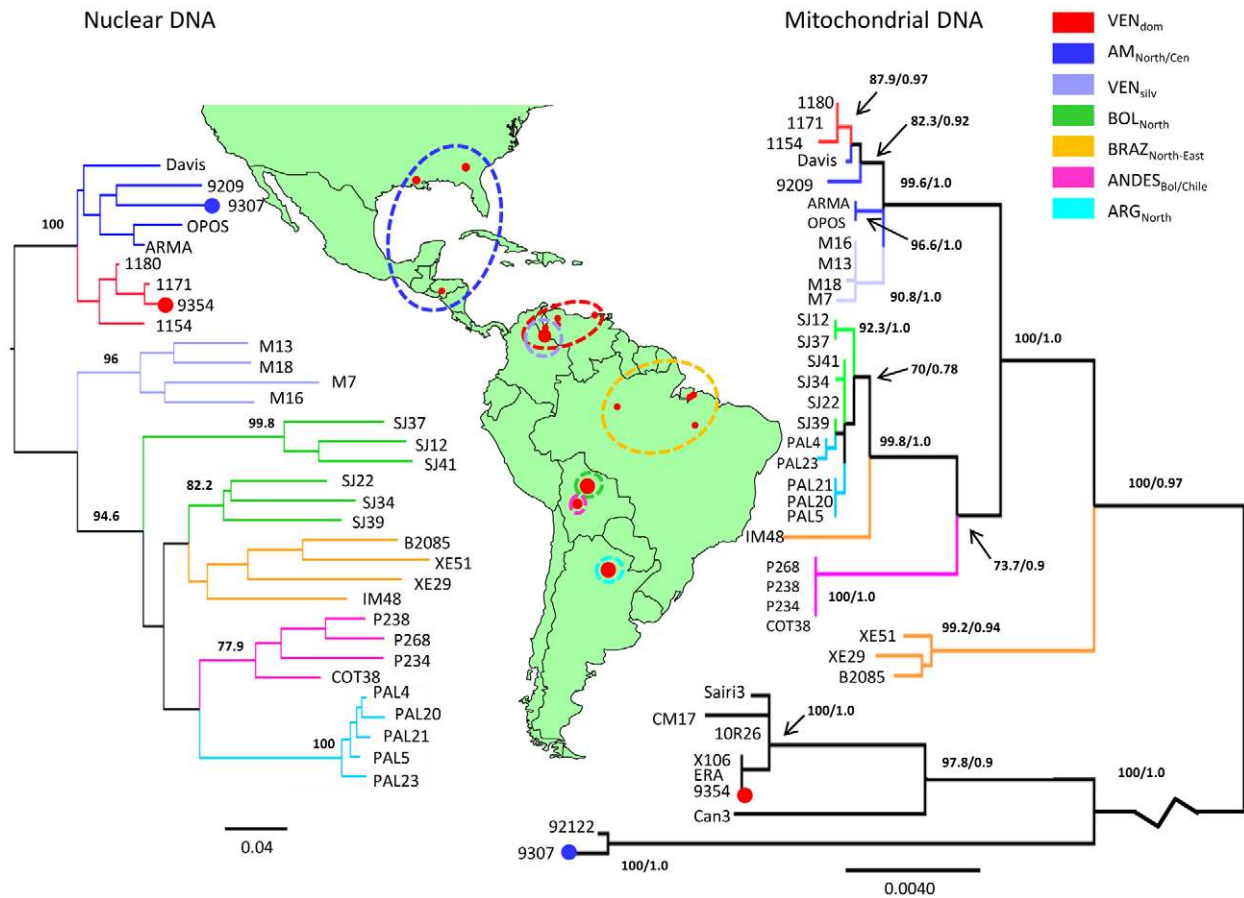 Nuclear DNA
Mitochondrial DNA
VENdom
AMNorth/Cen
VENsilv
BOLNorth
BRAZNorth-East
ANDESBol/Chile
ARGNorth
Davis
9209
9307
100
OPOS
ARMA
1180
1171
9354
1154
M13
96
M18
M7
M16
99.8
SJ37
SJ12
SJ41
82.2
SJ22
SJ34
94.6
SJ39
B2085
XE51
XE29
IM48
P238
77.9
P268
P234
COT38
PAL4
PAL20
PAL21
100
PAL5
PAL23
0.04
87.9/0.97
1180
1171
82.3/0.92
1154
Davis
9209
99.6/1.0
ARMA
OPOS
M16
96.6/1.0
M13
M18
M7
90.8/1.0
SJ12
92.3/1.0
SJ37
SJ41
70/0.78
SJ34
SJ22
SJ39
PAL4
99.8/1.0
PAL23
PAL21
PAL20
PAL5
100/1.0
100/0.97
IM48
73.7/0.9
P268
P238
P234
100/1.0
COT38
XE51
99.2/0.94
XE29
B2085
Sairi3
CM17
100/1.0
10R26
X106
ERA
9354
97.8/0.9
100/1.0
Can3
92122
9307
100/1.0
0.0040